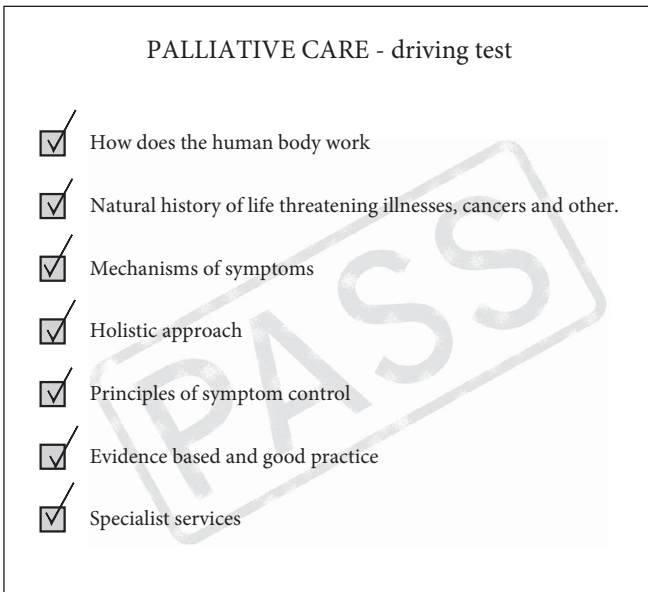 PALLIATIVE CARE - driving test
How does the human body work
Natural history of life threatening illnesses, cancers and other.
Mechanisms of symptoms
Holistic approach
Principles of symptom control
Evidence based and good practice
Specialist services
PASS